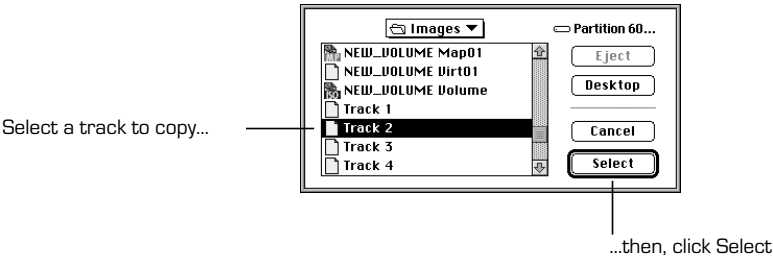 Images
Partition 60...
NEW_VOLUME Map01
NEW_VOLUME Virt01
NEW_VOLUME Volume
Track 1
Track 2
Track 3
Track 4
Eject
Desktop
Cancel
Select
Select a track to copy...
...then, click Select